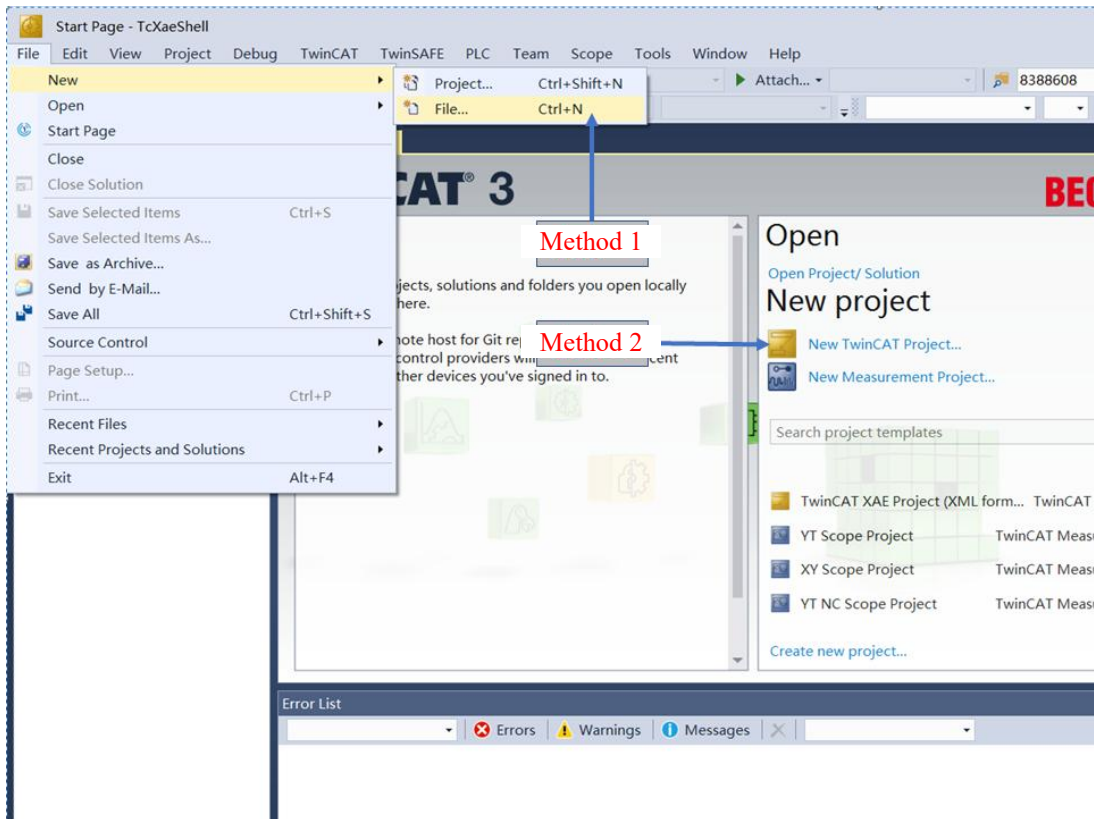 Start Page - TcXaeShell
File Edit View Project Debug TwinCAT TwinSAFE PLC Team Scope Tools Window Help
New
Project... Ctrl+Shift+N
Attach...
8388608
Open
File... Ctrl+N
Start Page
Close
Close Solution
Save Selected Items Ctrl+S
Save Selected Items As...
Save as Archive...
Send by E-Mail...
Save All Ctrl+Shift+S
Source Control
Page Setup...
Print... Ctrl+P
Recent Files
Recent Projects and Solutions
Exit Alt+F4
CAT® 3
BEC
Method 1
jects, solutions and folders you open locally
here.
note host for Git
Method 2
control providers
cent
ther devices you've signed in to.
Open
Open Project/ Solution
New project
New TwinCAT Project...
New Measurement Project...
Search project templates
TwinCAT XAE Project (XML form... TwinCAT
YT Scope Project TwinCAT Meas
XY Scope Project TwinCAT Meas
YT NC Scope Project TwinCAT Meas
Create new project...
Error List
Errors Warnings Messages